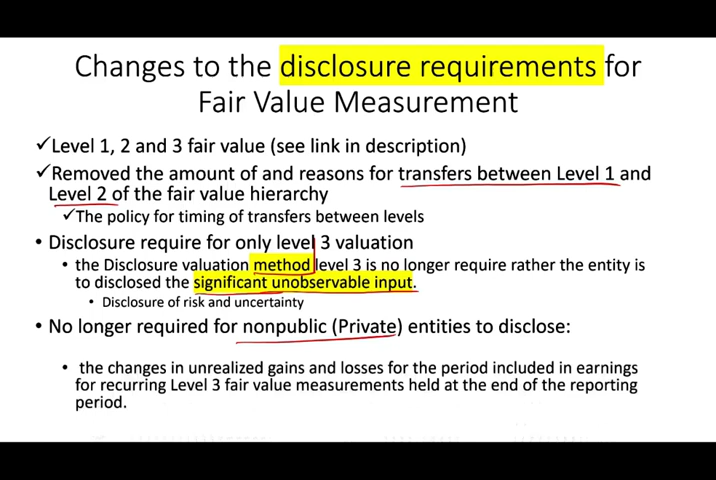 Changes to the disclosure requirements for
Fair Value Measurement
✓Level 1, 2 and 3 fair value (see link in description)
✓Removed the amount of and reasons for transfers between Level 1 and
Level 2 of the fair value hierarchy
✓The policy for timing of transfers between levels
• Disclosure require for only level 3 valuation
• the Disclosure valuation method level 3 is no longer require rather the entity is
to disclosed the significant unobservable input.
• Disclosure of risk and uncertainty
• No longer required for nonpublic (Private) entities to disclose:
• the changes in unrealized gains and losses for the period included in earnings
for recurring Level 3 fair value measurements held at the end of the reporting
period.